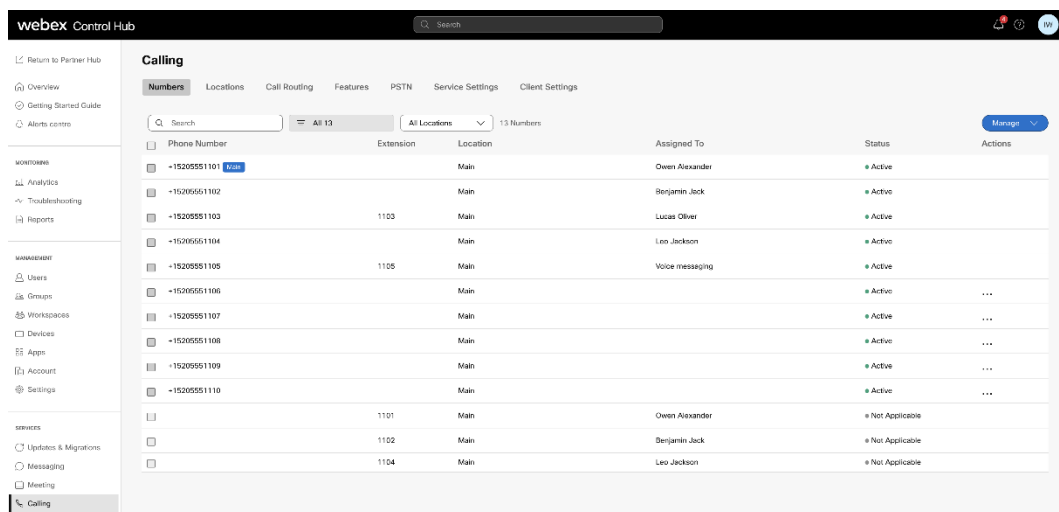 webex Control Hub
Search
IW
Return to Partner Hub
Overview
Getting Started Guide
Alerts centre
MONITORING
Analytics
Troubleshooting
Reports
MANAGEMENT
Users
Groups
Workspaces
Devices
Apps
Account
Settings
SERVICES
Updates & Migrations
Messaging
Meeting
Calling
Calling
Numbers Locations Call Routing Features PSTN Service Settings Client Settings
Search All 13 All Locations 13 Numbers Manage
Phone Number Extension Location Assigned To Status Actions
+15205551101 Main Main Owen Alexander Active
+15205551102 Main Benjamin Jack Active
+15205551103 1103 Main Lucas Oliver Active
+15205551104 Main Leo Jackson Active
+15205551105 1105 Main Voice messaging Active
+15205551106 Main Active ...
+15205551107 Main Active ...
+15205551108 Main Active ...
+15205551109 Main Active ...
+15205551110 Main Active ...
1101 Main Owen Alexander Not Applicable
1102 Main Benjamin Jack Not Applicable
1104 Main Leo Jackson Not Applicable